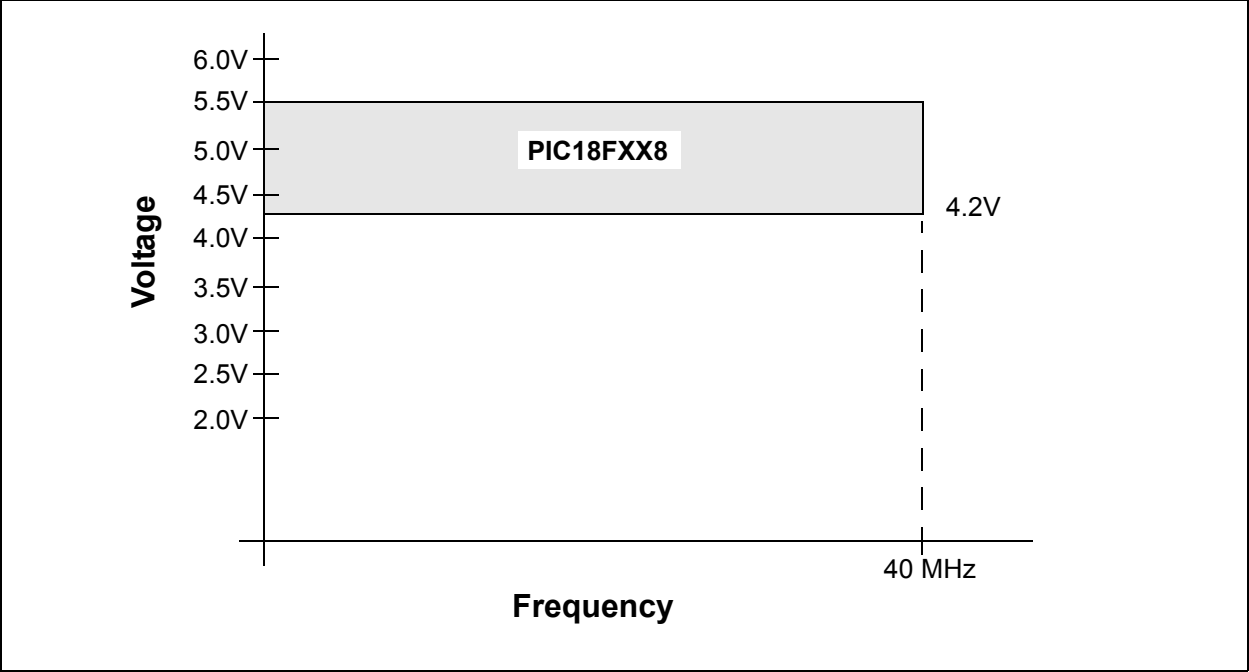 6.0V
5.5V
5.0V
PIC18FXX8
4.5V
4.2V
4.0V
Voltage
3.5V
3.0V
2.5V
2.0V
40 MHz
Frequency